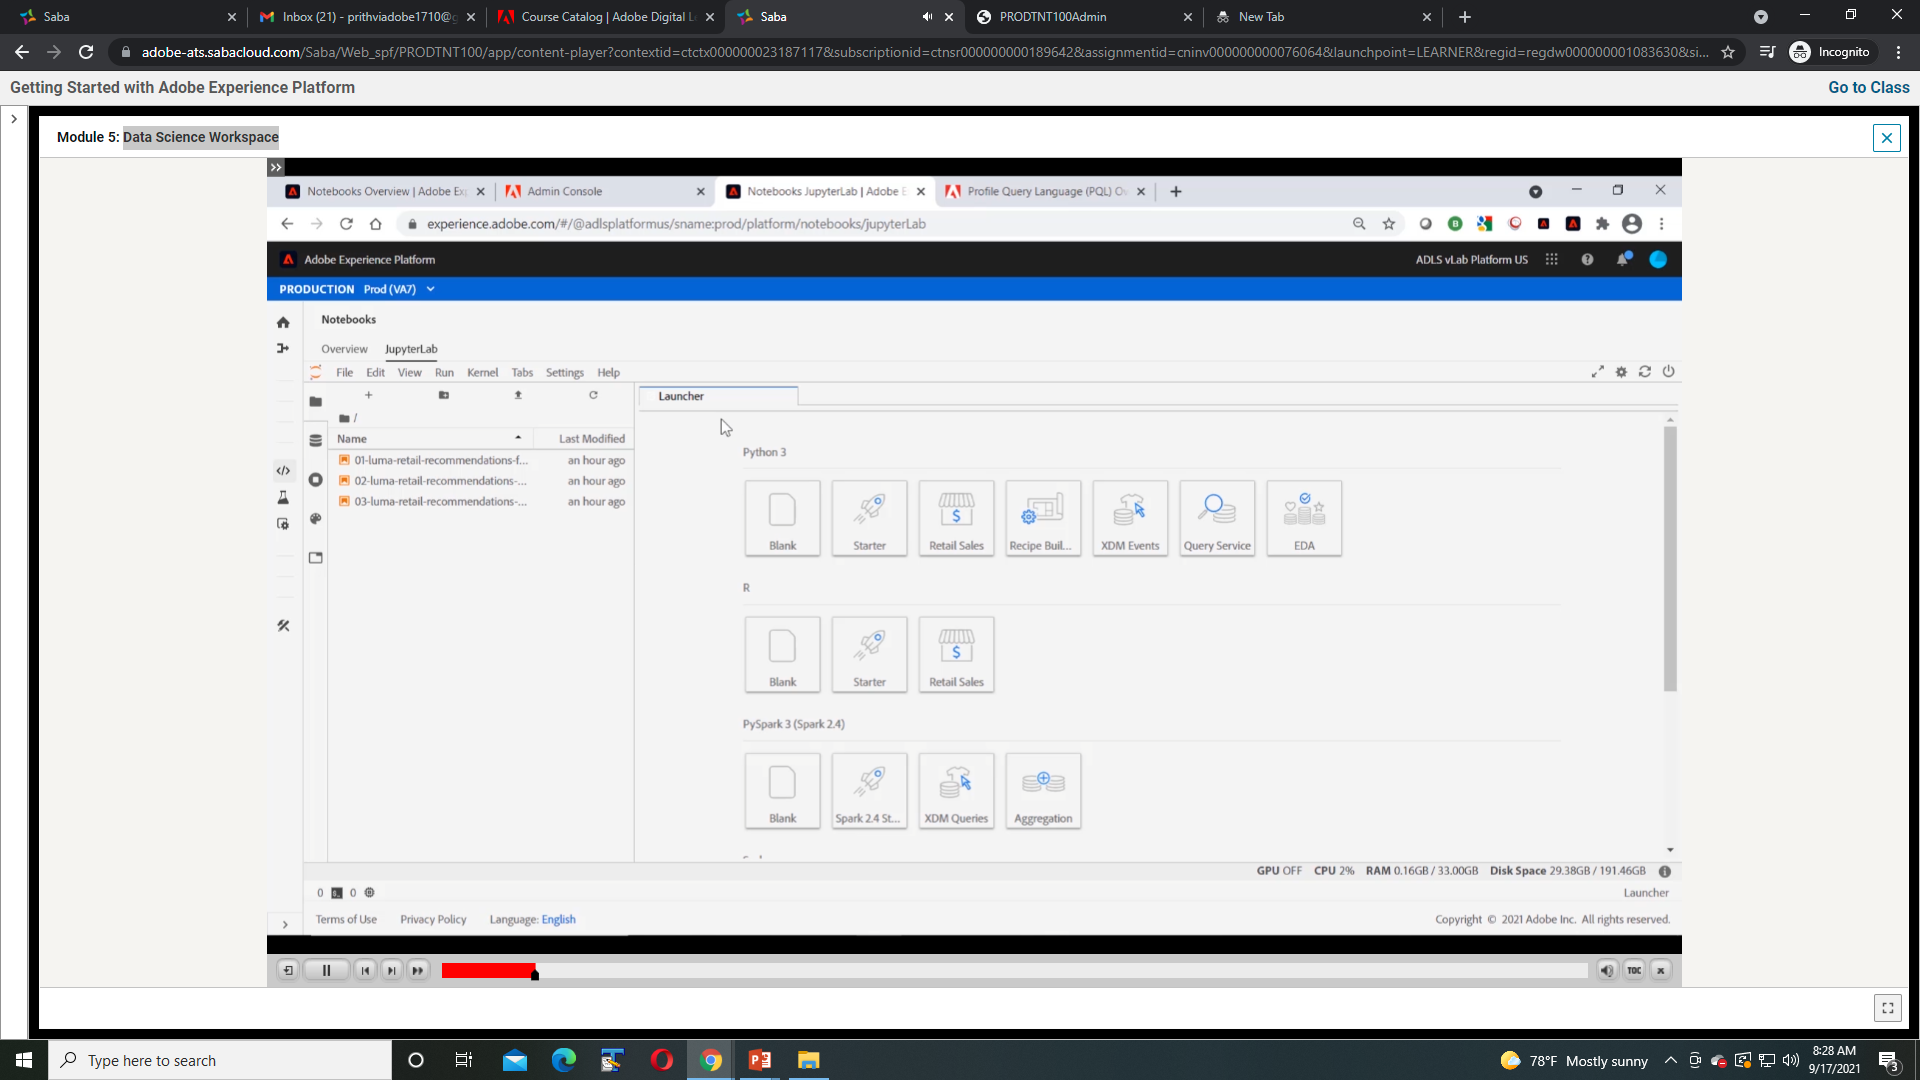 Saba
Inbox (21) - prithviadobe1710@g
Course Catalog | Adobe Digital L
Saba
PRODTNT100Admin
New Tab
adobe-ats.sabacloud.com/Saba/Web_spf/PRODTNT100/app/content-player?contextid=ctctx000000023187117&subscriptionid=ctnsr000000000189642&assignmentid=cninv000000000076064&launchpoint=LEARNER&regid=regdw000000001083630&si...
Incognito
Getting Started with Adobe Experience Platform
Go to Class
Module 5: Data Science Workspace
Notebooks Overview | Adobe Ex
Admin Console
Notebooks JupyterLab | Adobe E
Profile Query Language (PQL) Ov
experience.adobe.com/#/@adlsplatformus/sname:prod/platform/notebooks/jupyterLab
Adobe Experience Platform
ADLS vLab Platform US
PRODUCTION Prod (VA7)
Notebooks
Overview JupyterLab
File Edit View Run Kernel Tabs Settings Help
Launcher
/
Name Last Modified
01-luma-retail-recommendations-f... an hour ago
02-luma-retail-recommendations-... an hour ago
03-luma-retail-recommendations-... an hour ago
Python 3
Blank Starter Retail Sales Recipe Buil... XDM Events Query Service EDA
R
Blank Starter Retail Sales
PySpark 3 (Spark 2.4)
Blank Spark 2.4 St... XDM Queries Aggregation
GPU OFF CPU 2% RAM 0.16GB / 33.00GB Disk Space 29.38GB / 191.46GB
0 0
Launcher
Terms of Use Privacy Policy Language: English
Copyright © 2021 Adobe Inc. All rights reserved.
TOC
Type here to search
78°F Mostly sunny
8:28 AM
9/17/2021
3